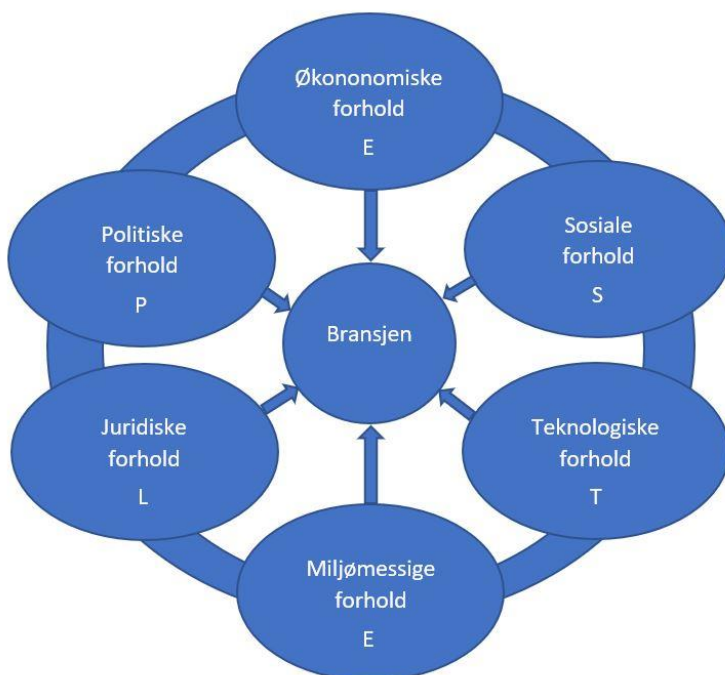 Økononomiske
forhold
E
Politiske
forhold
P
Sosiale
forhold
S
Bransjen
Juridiske
forhold
L
Teknologiske
forhold
T
Miljømessige
forhold
E